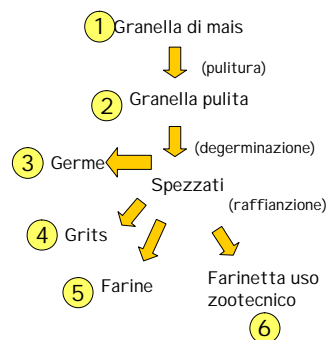 1 Granella di mais
(pulitura)
2 Granella pulita
(degerminazione)
3 Germe
Spezzati
(raffianzione)
4 Grits
5 Farine
Farinetta uso
zootecnico
6